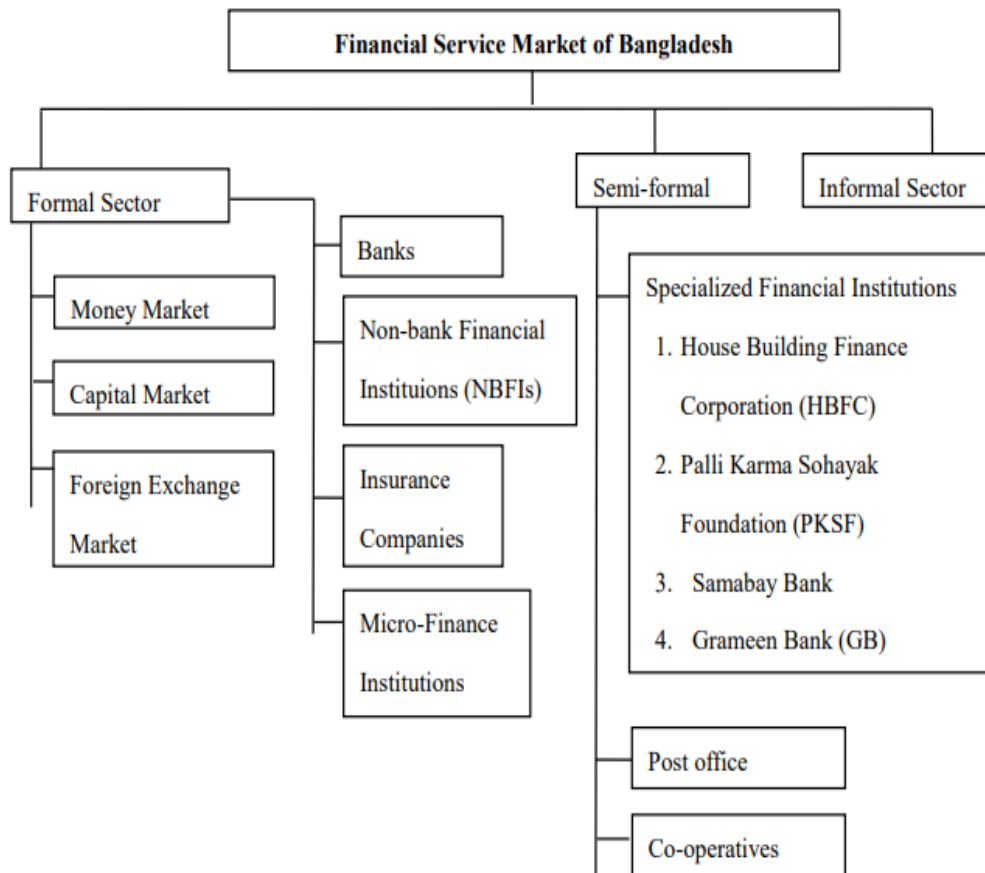 Financial Service Market of Bangladesh
Formal Sector
Semi-formal
Informal Sector
Money Market
Capital Market
Foreign Exchange
Market
Banks
Non-bank Financial
Instituions (NBFIs)
Insurance
Companies
Micro-Finance
Institutions
Specialized Financial Institutions
1. House Building Finance
Corporation (HBFC)
2. Palli Karma Sohayak
Foundation (PKSF)
3. Samabay Bank
4. Grameen Bank (GB)
Post office
Co-operatives